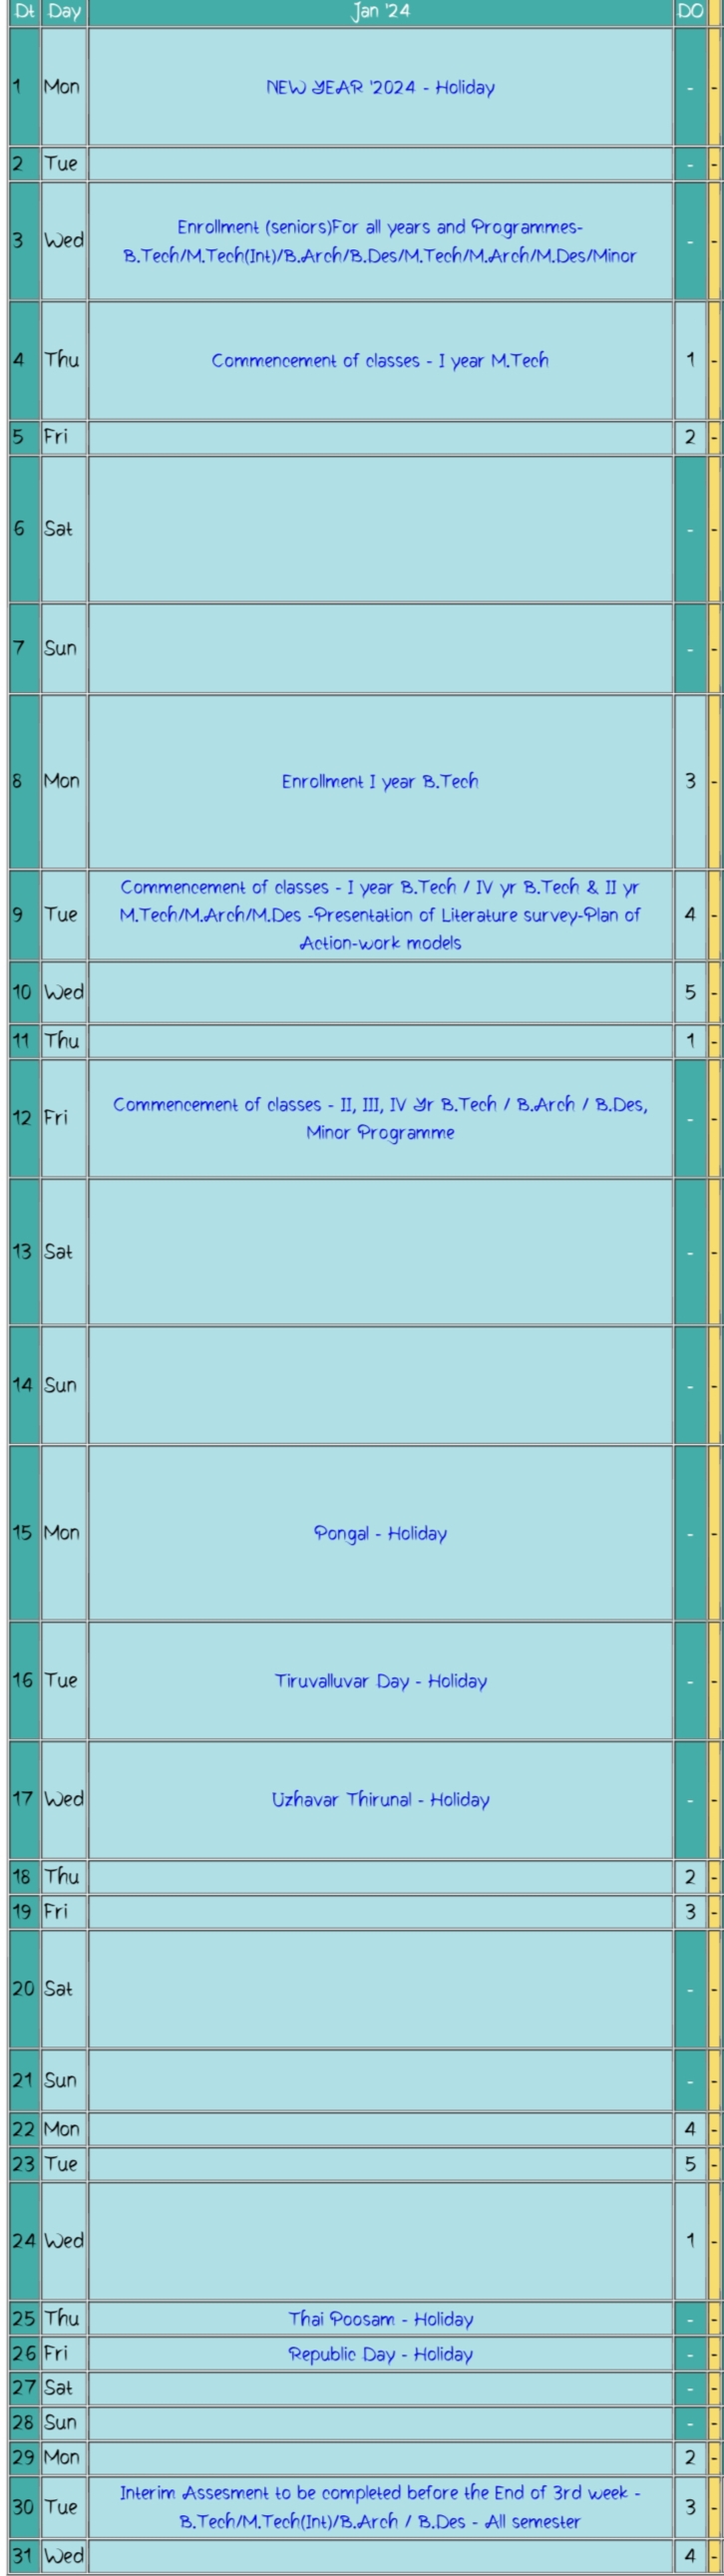 Dt Day Jan '24 DO
1 Mon NEW YEAR '2024 - Holiday - -
2 Tue - -
Enrollment (seniors)For all years and Programmes-
3 Wed - -
B.Tech/M.Tech(Int)/B.Arch/B.Des/M.Tech/M.Arch/M.Des/Minor
4 Thu Commencement of classes - I year M.Tech 1 -
5 Fri 2 -
6 Sat - -
7 Sun - -
8 Mon Enrollment I year B.Tech 3 -
Commencement of classes - I year B.Tech / IV yr B.Tech & II yr
9 Tue M.Tech/M.Arch/M.Des -Presentation of Literature survey-Plan of 4 -
Action-work models
10 Wed 5 -
11 Thu 1 -
Commencement of classes - II, III, IV Yr B.Tech / B.Arch / B.Des,
12 Fri - -
Minor Programme
13 Sat - -
14 Sun - -
15 Mon Pongal - Holiday - -
16 Tue Tiruvalluvar Day - Holiday - -
17 Wed Uzhavar Thirunal - Holiday - -
18 Thu 2 -
19 Fri 3 -
20 Sat - -
21 Sun - -
22 Mon 4 -
23 Tue 5 -
24 Wed 1 -
25 Thu Thai Poosam - Holiday - -
26 Fri Republic Day - Holiday - -
27 Sat - -
28 Sun - -
29 Mon 2 -
Interim Assesment to be completed before the End of 3rd week -
30 Tue 3 -
B.Tech/M.Tech(Int)/B.Arch / B.Des - All semester
31 Wed 4 -